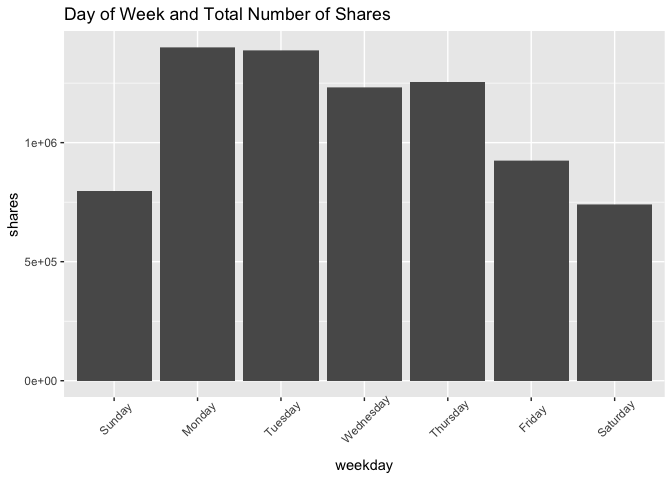 Day of Week and Total Number of Shares
shares
1e+06
5e+05
0e+00
Sunday
Monday
Tuesday
Wednesday
Thursday
Friday
Saturday
weekday